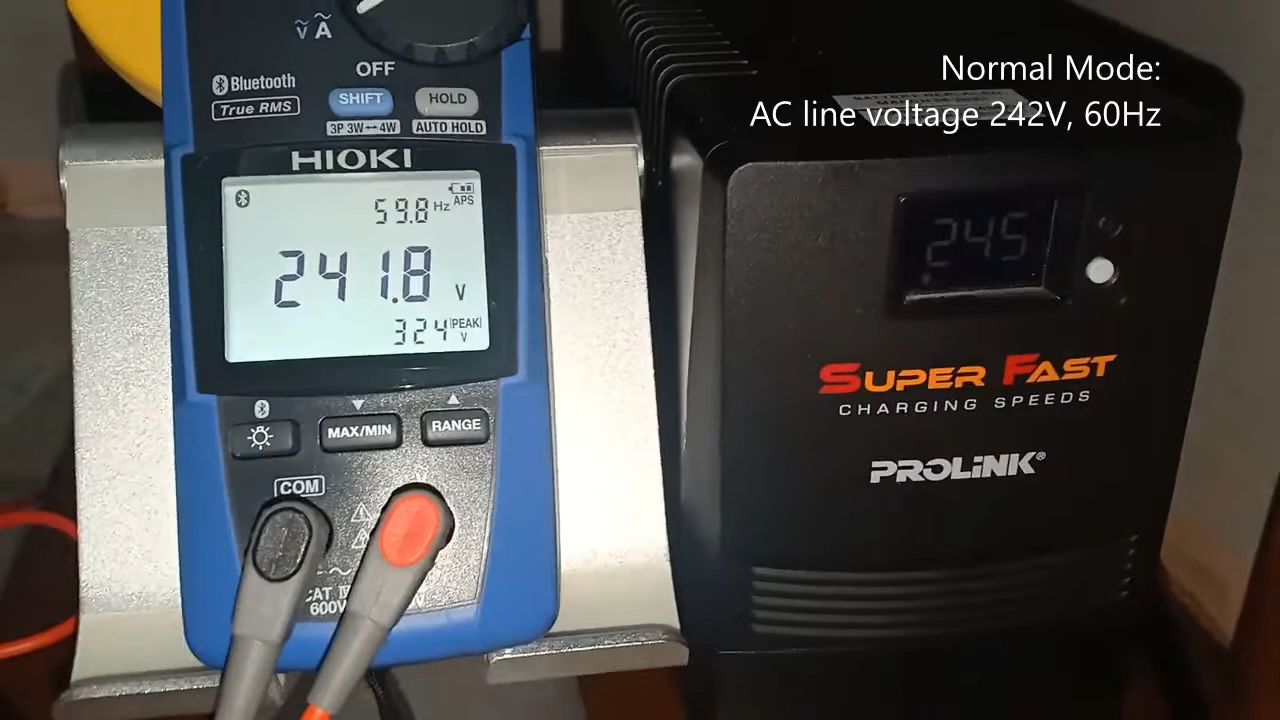 Normal Mode:
AC line voltage 242V, 60Hz
V A
OFF
Bluetooth
True RMS
SHIFT
HOLD
3P 3W↔4W
AUTO HOLD
HIOKI
APS
59.8 Hz
241.8 V
324 |PEAK| V
MAX/MIN
RANGE
COM
V
CAT
600V
245
SUPER FAST
CHARGING SPEEDS
PROLiNK®